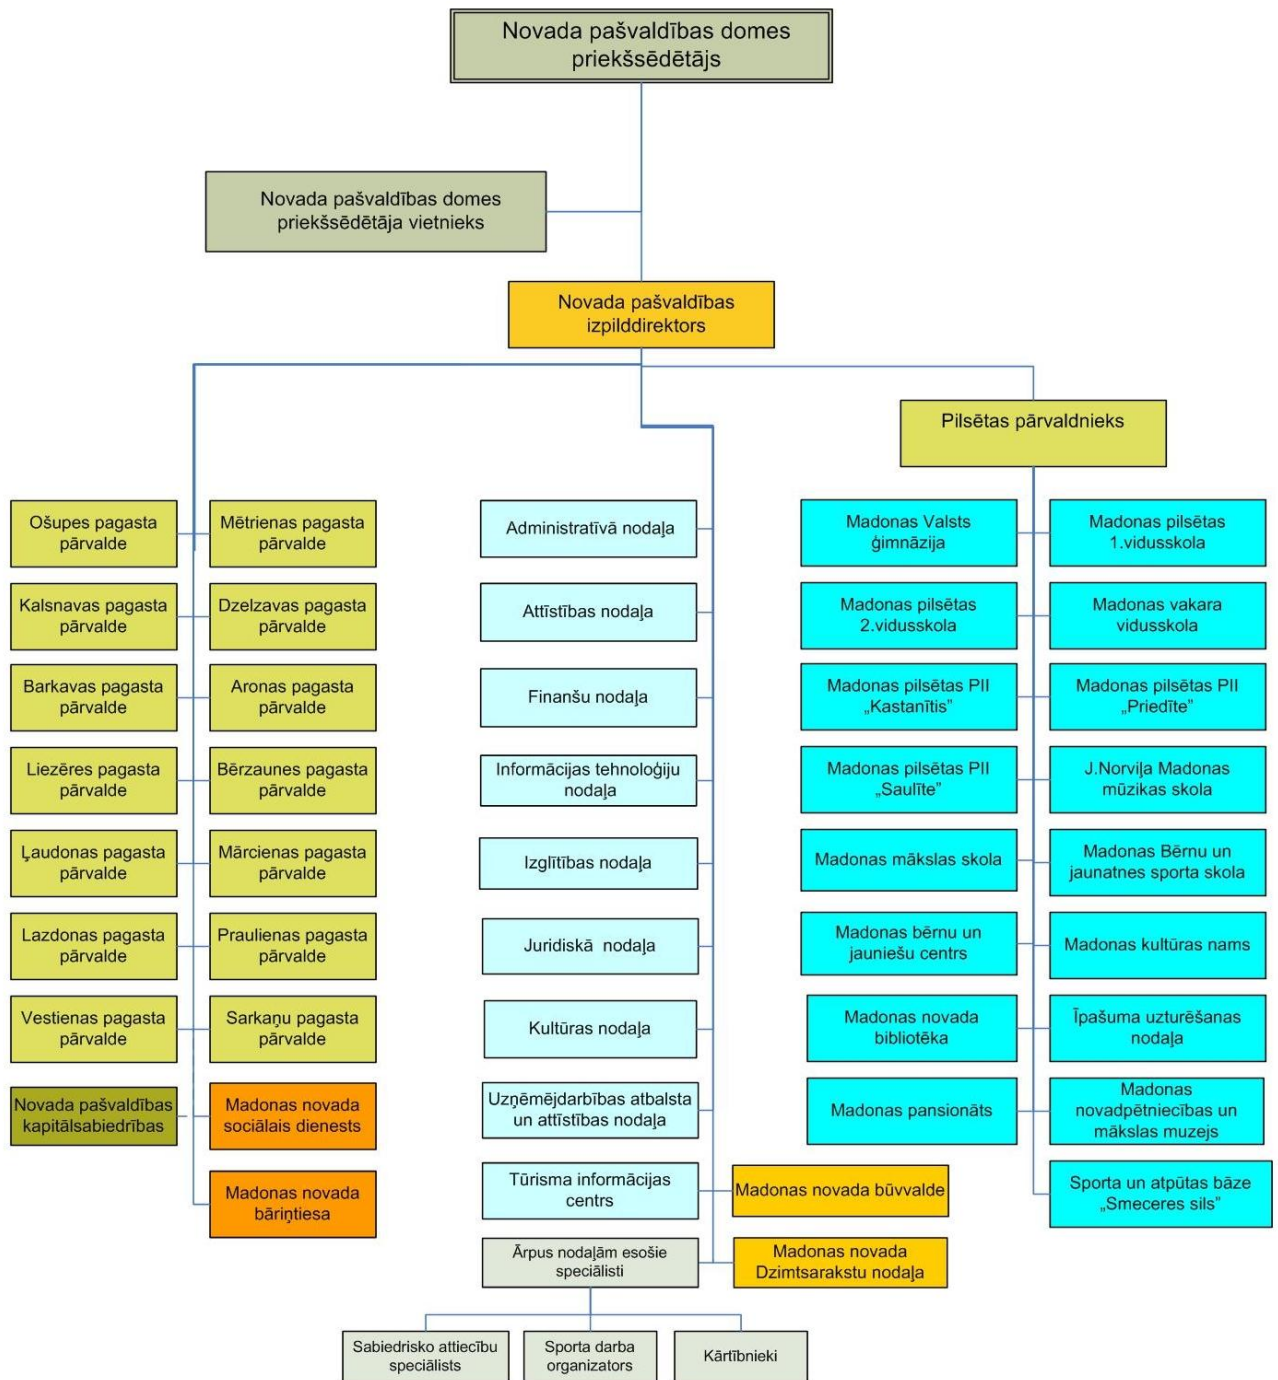 Novada pašvaldības domes
priekšsēdētājs
Novada pašvaldības domes
priekšsēdētāja vietnieks
Novada pašvaldības
izpilddirektors
Pilsētas pārvaldnieks
Ošupes pagasta
pārvalde
Mētrienas pagasta
pārvalde
Kalsnavas pagasta
pārvalde
Dzelzavas pagasta
pārvalde
Barkavas pagasta
pārvalde
Aronas pagasta
pārvalde
Liezēres pagasta
pārvalde
Bērzaunes pagasta
pārvalde
Ļaudonas pagasta
pārvalde
Mārcienas pagasta
pārvalde
Lazdonas pagasta
pārvalde
Praulienas pagasta
pārvalde
Vestienas pagasta
pārvalde
Sarkaņu pagasta
pārvalde
Novada pašvaldības
kapitālsabiedrības
Madonas novada
sociālais dienests
Madonas novada
bāriņtiesa
Administratīvā nodaļa
Attīstības nodaļa
Finanšu nodaļa
Informācijas tehnoloģiju
nodaļa
Izglītības nodaļa
Juridiskā nodaļa
Kultūras nodaļa
Uzņēmējdarbības atbalsta
un attīstības nodaļa
Tūrisma informācijas
centrs
Madonas novada būvvalde
Ārpus nodaļām esošie
speciālisti
Madonas novada
Dzimtsarakstu nodaļa
Sabiedrisko attiecību
speciālists
Sporta darba
organizators
Kārtībnieki
Madonas Valsts
ģimnāzija
Madonas pilsētas
1.vidusskola
Madonas pilsētas
2.vidusskola
Madonas vakara
vidusskola
Madonas pilsētas PII
„Kastanītis”
Madonas pilsētas PII
„Priedīte”
Madonas pilsētas PII
„Saulīte”
J.Norviļa Madonas
mūzikas skola
Madonas mākslas skola
Madonas Bērnu un
jaunatnes sporta skola
Madonas bērnu un
jauniešu centrs
Madonas kultūras nams
Madonas novada
bibliotēka
Īpašuma uzturēšanas
nodaļa
Madonas pansionāts
Madonas
novadpētniecības un
mākslas muzejs
Sporta un atpūtas bāze
„Smeceres sils”